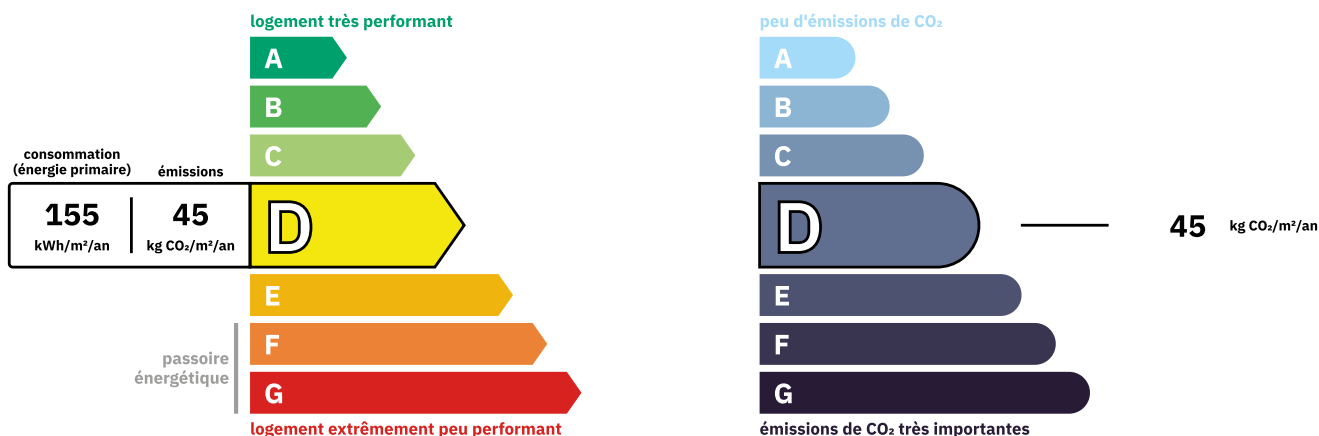 logement très performant
A
B
C
consommation
(énergie primaire)
émissions
155
kWh/m²/an
45
kg CO₂/m²/an
D
E
F
G
passoire
énergétique
logement extrêmement peu performant
peu d'émissions de CO₂
A
B
C
D
45
kg CO₂/m²/an
E
F
G
émissions de CO₂ très importantes